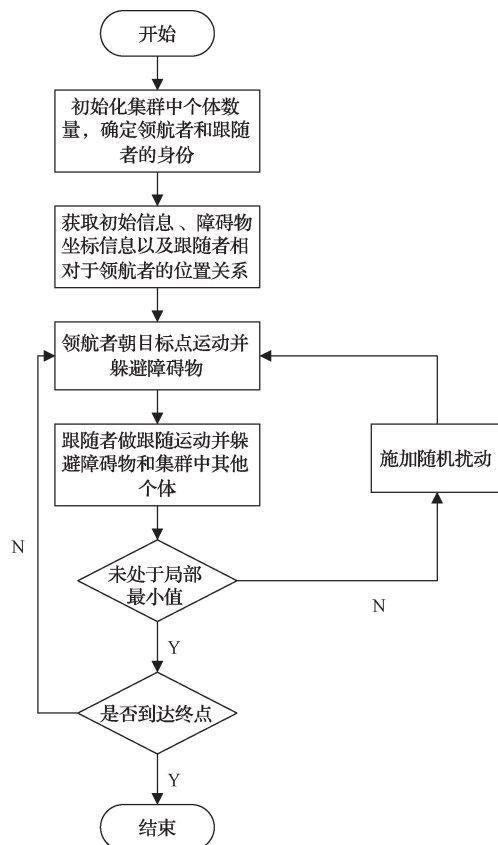 开始
初始化集群中个体数
量，确定领航者和跟随
者的身份
获取初始信息、障碍物
坐标信息以及跟随者相
对于领航者的位置关系
领航者朝目标点运动并
躲避障碍物
跟随者做跟随运动并躲
避障碍物和集群中其他
个体
施加随机扰动
N
未处于局部
最小值
N
Y
是否到达终点
Y
结束